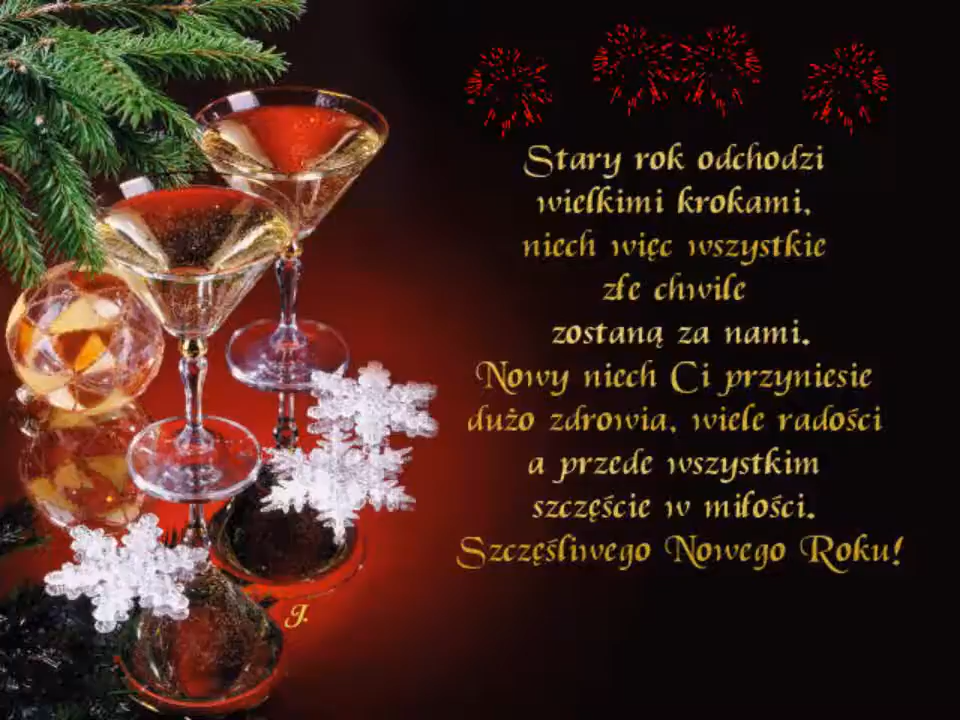 Stary rok odchodzi
wielkimi krokami,
niech więc wszystkie
złe chwile
zostaną za nami.
Nowy niech Ci przyniesie
dużo zdrowia, wiele radości
a przede wszystkim
szczęście w miłości.
Szczęśliwego Nowego Roku!
J.